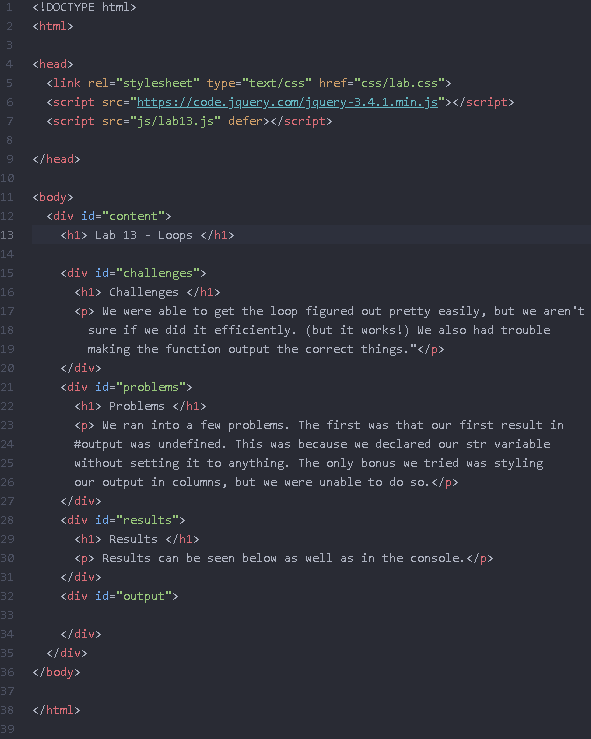 1 <!DOCTYPE html>
2 <html>
3
4 <head>
5   <link rel="stylesheet" type="text/css" href="css/lab.css">
6   <script src="https://code.jquery.com/jquery-3.4.1.min.js"></script>
7   <script src="js/lab13.js" defer></script>
8
9 </head>
10
11 <body>
12   <div id="content">
13     <h1> Lab 13 - Loops </h1>
14
15     <div id="challenges">
16       <h1> Challenges </h1>
17       <p> We were able to get the loop figured out pretty easily, but we aren't
18         sure if we did it efficiently. (but it works!) We also had trouble
19         making the function output the correct things."</p>
20     </div>
21     <div id="problems">
22       <h1> Problems </h1>
23       <p> We ran into a few problems. The first was that our first result in
24       #output was undefined. This was because we declared our str variable
25       without setting it to anything. The only bonus we tried was styling
26       our output in columns, but we were unable to do so.</p>
27     </div>
28     <div id="results">
29       <h1> Results </h1>
30       <p> Results can be seen below as well as in the console.</p>
31     </div>
32     <div id="output">
33
34     </div>
35   </div>
36 </body>
37
38 </html>
39